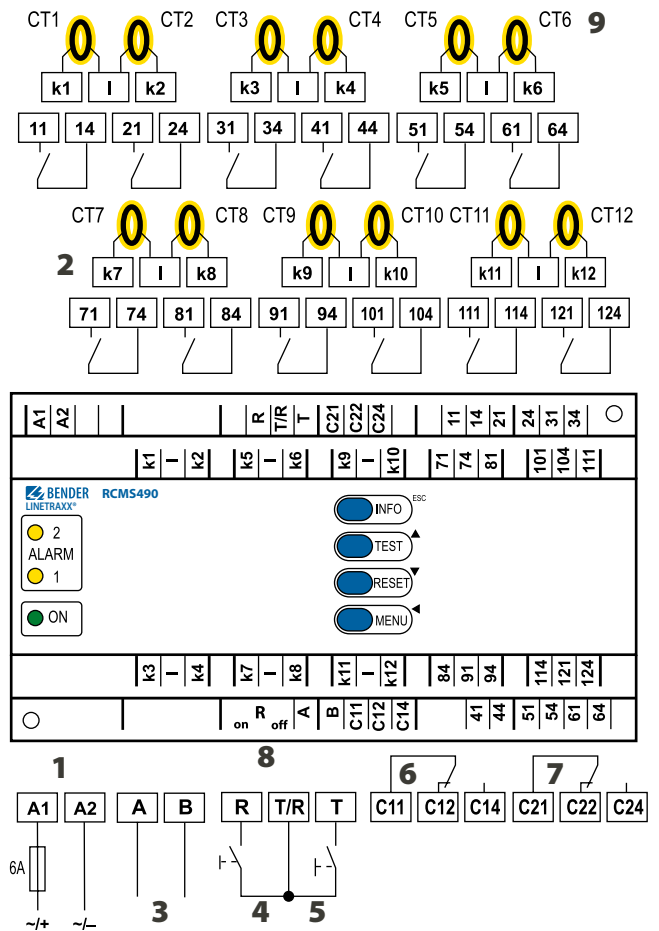 CT1 CT2 CT3 CT4 CT5 CT6 9
k1 I k2 k3 I k4 k5 I k6
11 14 21 24 31 34 41 44 51 54 61 64
CT7 CT8 CT9 CT10 CT11 CT12
2 k7 I k8 k9 I k10 k11 I k12
71 74 81 84 91 94 101 104 111 114 121 124
A1 A2 R T/R T C21 C22 C24 11 14 21 24 31 34
k1 I k2 k5 I k6 k9 I k10 71 74 81 101 104 111
BENDER RCMS490
LINETRAXX®
INFO ESC
2
ALARM
TEST
1
RESET
ON
MENU
k3 I k4 k7 I k8 k11 I k12 84 91 94 114 121 124
on R off A B C11 C12 C14 41 44 51 54 61 64
1 8 6 7
A1 A2 A B R T/R T C11 C12 C14 C21 C22 C24
6A
3 4 5
~/+ ~/–